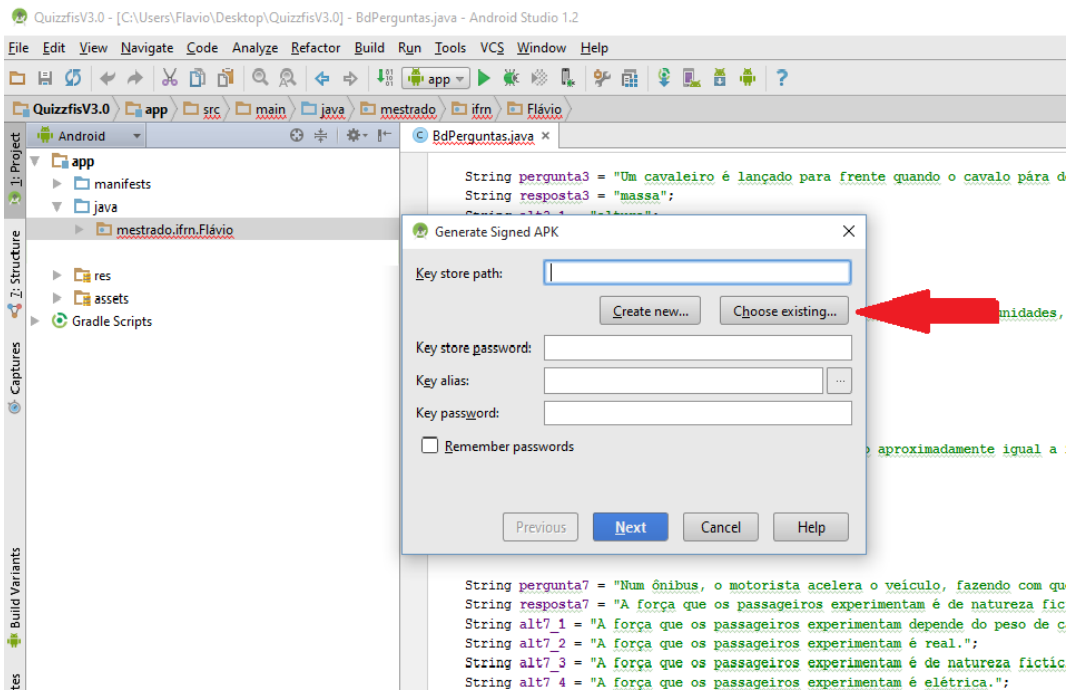 QuizzfisV3.0 - [C:\Users\Flavio\Desktop\QuizzfisV3.0] - BdPerguntas.java - Android Studio 1.2
File Edit View Navigate Code Analyze Refactor Build Run Tools VCS Window Help
app
QuizzfisV3.0 app src main java mestrado ifrn Flávio
1: Project
7: Structure
Captures
Build Variants
Android
app
manifests
java
mestrado.ifrn.Flávio
res
assets
Gradle Scripts
BdPerguntas.java
String pergunta3 = "Um cavaleiro é lançado para frente quando o cavalo pára d
String resposta3 = "massa";
Generate Signed APK
Key store path:
Create new... Choose existing...
Key store password:
Key alias:
...
Key password:
Remember passwords
Previous Next Cancel Help
unidades,
aproximadamente igual a
String pergunta7 = "Num ônibus, o motorista acelera o veículo, fazendo com qu
String resposta7 = "A força que os passageiros experimentam é de natureza fic
String alt7_1 = "A força que os passageiros experimentam depende do peso de c
String alt7_2 = "A força que os passageiros experimentam é real.";
String alt7_3 = "A força que os passageiros experimentam é de natureza fictíc
String alt7_4 = "A força que os passageiros experimentam é elétrica.";